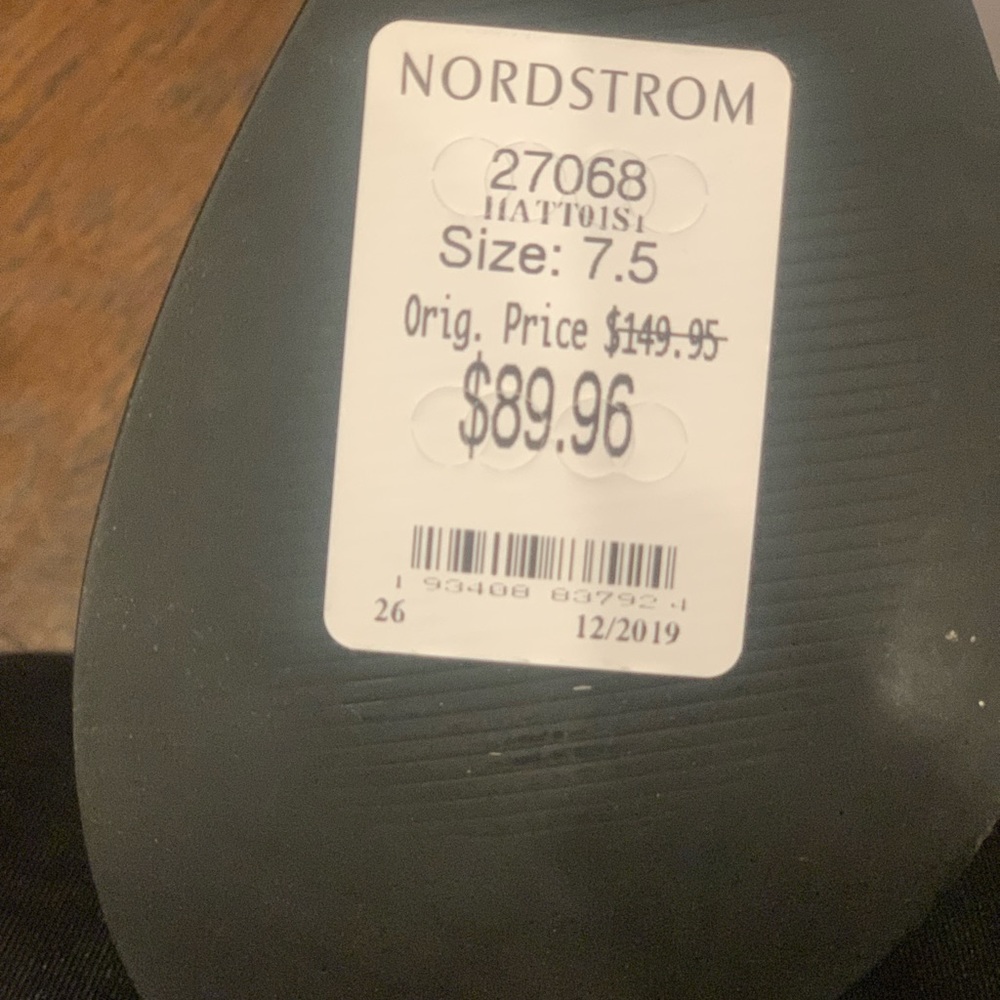 NORDSTROM
27068
HATT01S1
Size: 7.5
Orig. Price $149.95
$89.96
1 93408 83792 4
26
12/2019